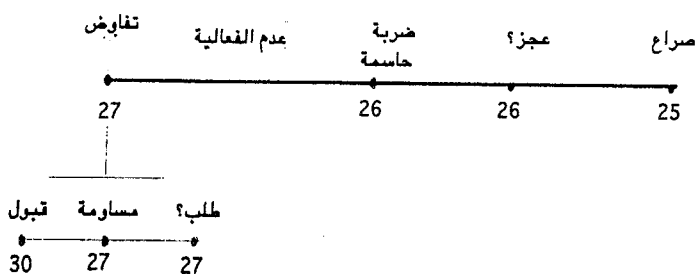 صراع عجز؟ ضربة حاسمة عدم الفعالية تفاوض
25 26 26 27
طلب؟ مساومة قبول
27 27 30